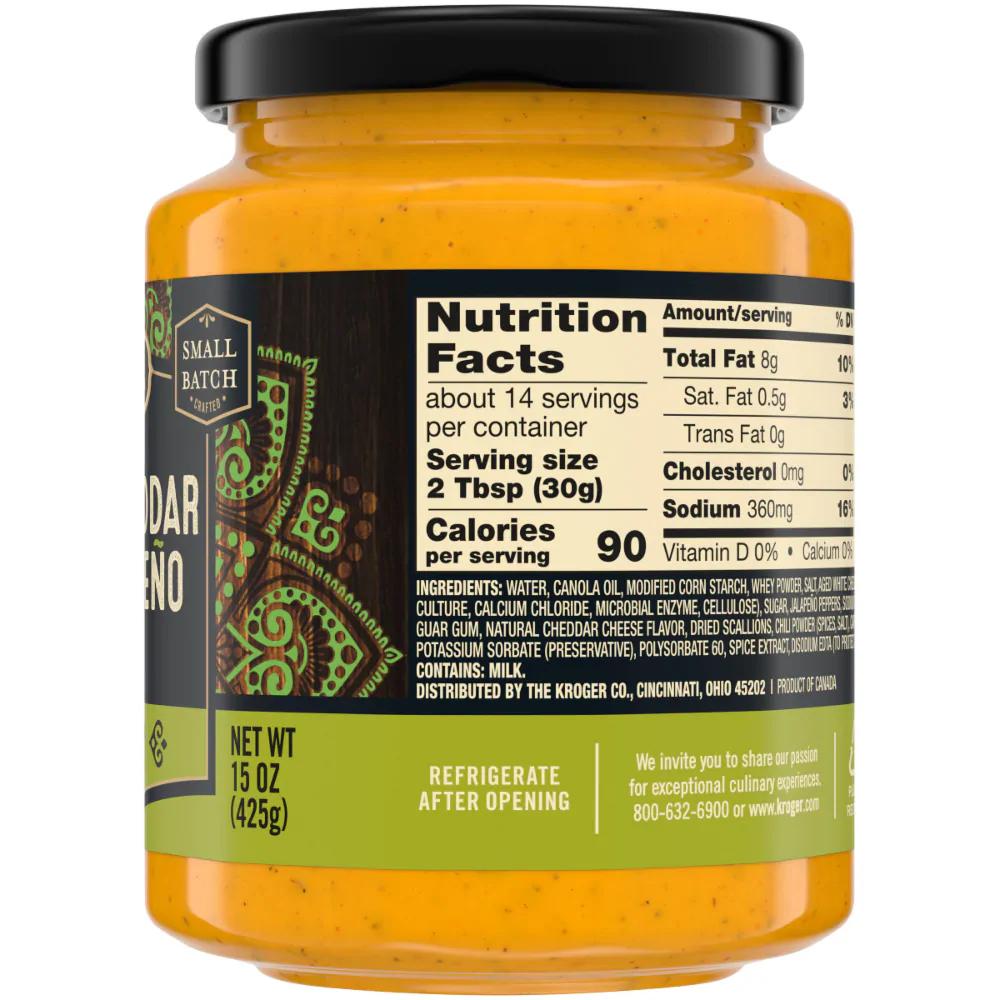 SMALL
BATCH
CRAFTED
DDAR
EÑO
NET WT
15 OZ
(425g)
Nutrition
Facts
about 14 servings
per container
Serving size
2 Tbsp (30g)
Calories
per serving 90
Amount/serving %
Total Fat 8g 10%
Sat. Fat 0.5g 3%
Trans Fat 0g
Cholesterol 0mg 0%
Sodium 360mg 16%
Vitamin D 0% • Calcium 0%
INGREDIENTS: WATER, CANOLA OIL, MODIFIED CORN STARCH, WHEY POWDER, SALT, AGED WHITE
CULTURE, CALCIUM CHLORIDE, MICROBIAL ENZYME, CELLULOSE), SUGAR, JALAPEÑO PEPPERS,
GUAR GUM, NATURAL CHEDDAR CHEESE FLAVOR, DRIED SCALLIONS, CHILI POWDER (SPICES, SALT),
POTASSIUM SORBATE (PRESERVATIVE), POLYSORBATE 60, SPICE EXTRACT, DISODIUM EDTA (TO
CONTAINS: MILK.
DISTRIBUTED BY THE KROGER CO., CINCINNATI, OHIO 45202 | PRODUCT OF CANADA
REFRIGERATE
AFTER OPENING
We invite you to share our passion
for exceptional culinary experiences.
800-632-6900 or www.kroger.com